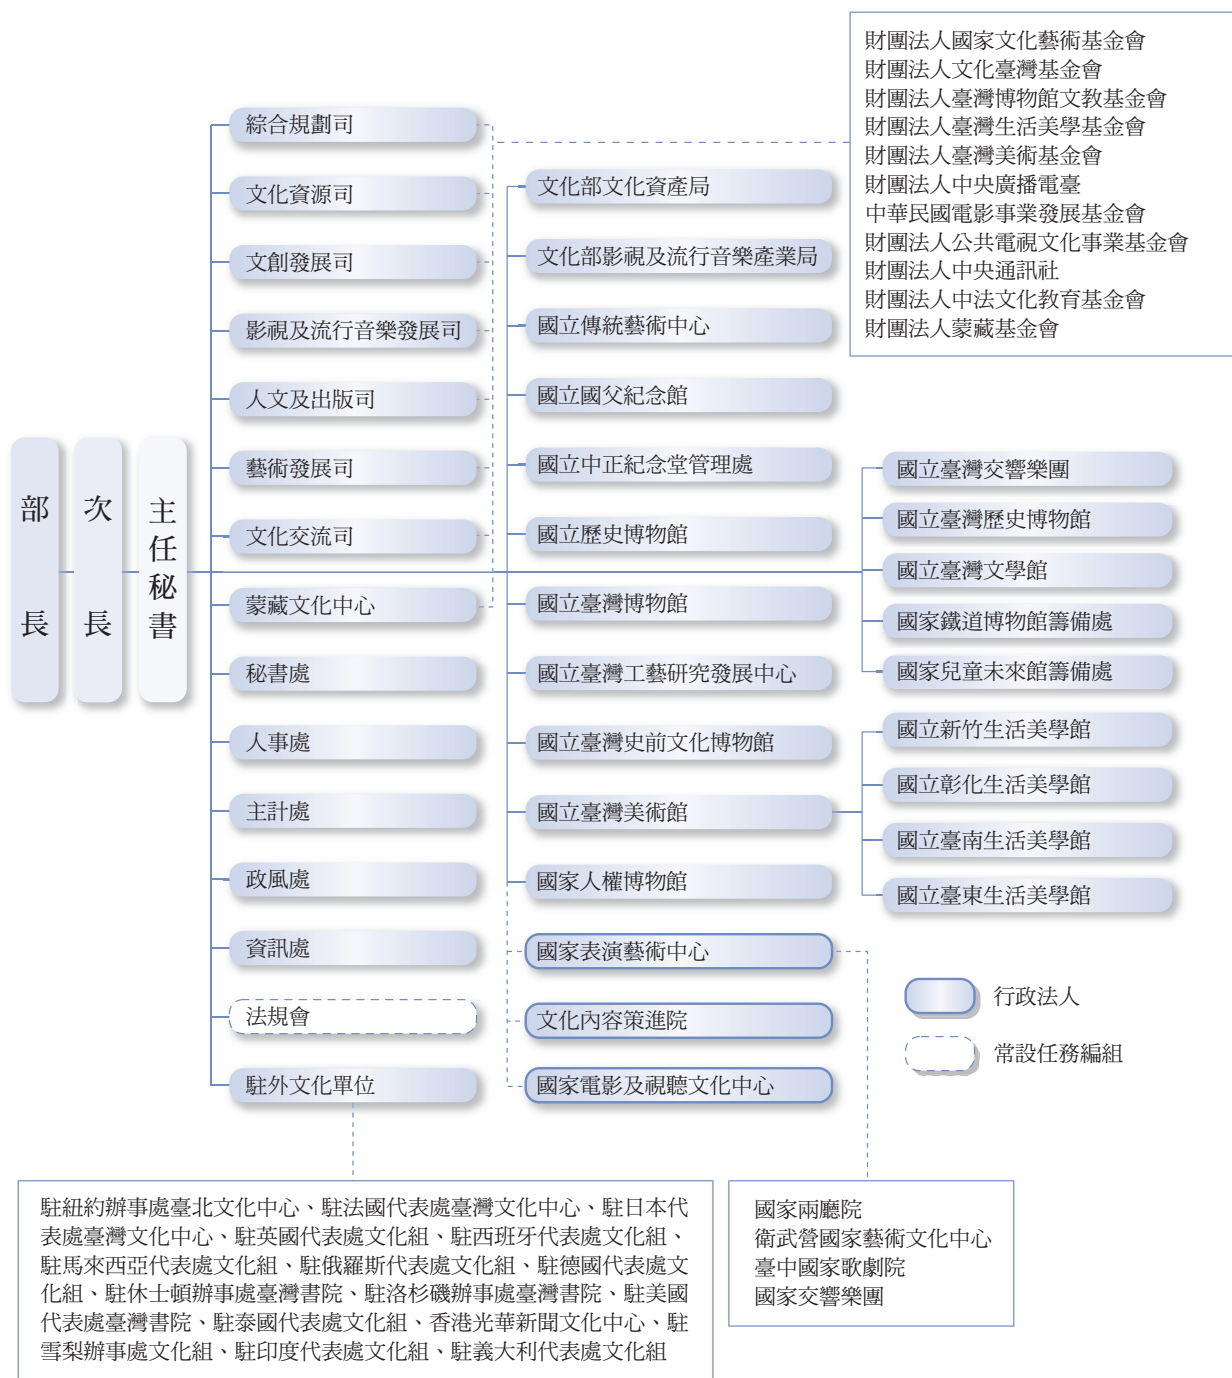 部長
次長
主任秘書
綜合規劃司
文化資源司
文創發展司
影視及流行音樂發展司
人文及出版司
藝術發展司
文化交流司
蒙藏文化中心
秘書處
人事處
主計處
政風處
資訊處
法規會
駐外文化單位
文化部文化資產局
文化部影視及流行音樂產業局
國立傳統藝術中心
國立國父紀念館
國立中正紀念堂管理處
國立歷史博物館
國立臺灣博物館
國立臺灣工藝研究發展中心
國立臺灣史前文化博物館
國立臺灣美術館
國家人權博物館
國家表演藝術中心
文化內容策進院
國家電影及視聽文化中心
財團法人國家文化藝術基金會
財團法人文化臺灣基金會
財團法人臺灣博物館文教基金會
財團法人臺灣生活美學基金會
財團法人臺灣美術基金會
財團法人中央廣播電臺
中華民國電影事業發展基金會
財團法人公共電視文化事業基金會
財團法人中央通訊社
財團法人中法文化教育基金會
財團法人蒙藏基金會
國立臺灣交響樂團
國立臺灣歷史博物館
國立臺灣文學館
國家鐵道博物館籌備處
國家兒童未來館籌備處
國立新竹生活美學館
國立彰化生活美學館
國立臺南生活美學館
國立臺東生活美學館
行政法人
常設任務編組
駐紐約辦事處臺北文化中心、駐法國代表處臺灣文化中心、駐日本代
表處臺灣文化中心、駐英國代表處文化組、駐西班牙代表處文化組、
駐馬來西亞代表處文化組、駐俄羅斯代表處文化組、駐德國代表處文
化組、駐休士頓辦事處臺灣書院、駐洛杉磯辦事處臺灣書院、駐美國
代表處臺灣書院、駐泰國代表處文化組、香港光華新聞文化中心、駐
雪梨辦事處文化組、駐印度代表處文化組、駐義大利代表處文化組
國家兩廳院
衛武營國家藝術文化中心
臺中國家歌劇院
國家交響樂團